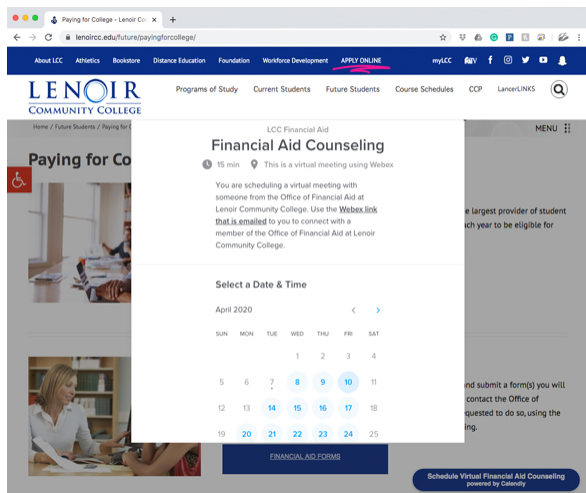 Paying for College - Lenoir Co
lenoircc.edu/future/payingforcollege/
About LCC Athletics Bookstore Distance Education Foundation Workforce Development APPLY ONLINE myLCC
LENOIR
COMMUNITY COLLEGE
Programs of Study Current Students Future Students Course Schedules CCP LancerLINKS
Home / Future Students / Paying for C
MENU
Paying for Co
LCC Financial Aid
Financial Aid Counseling
15 min This is a virtual meeting using Webex
You are scheduling a virtual meeting with
someone from the Office of Financial Aid at
Lenoir Community College. Use the Webex link
that is emailed to you to connect with a
member of the Office of Financial Aid at Lenoir
Community College.
e largest provider of student
ach year to be eligible for
Select a Date & Time
April 2020
SUN MON TUE WED THU FRI SAT
1 2 3 4
5 6 7 8 9 10 11
12 13 14 15 16 17 18
19 20 21 22 23 24 25
and submit a form(s) you will
contact the Office of
equested to do so, using the
ing.
FINANCIAL AID FORMS
Schedule Virtual Financial Aid Counseling
powered by Calendly